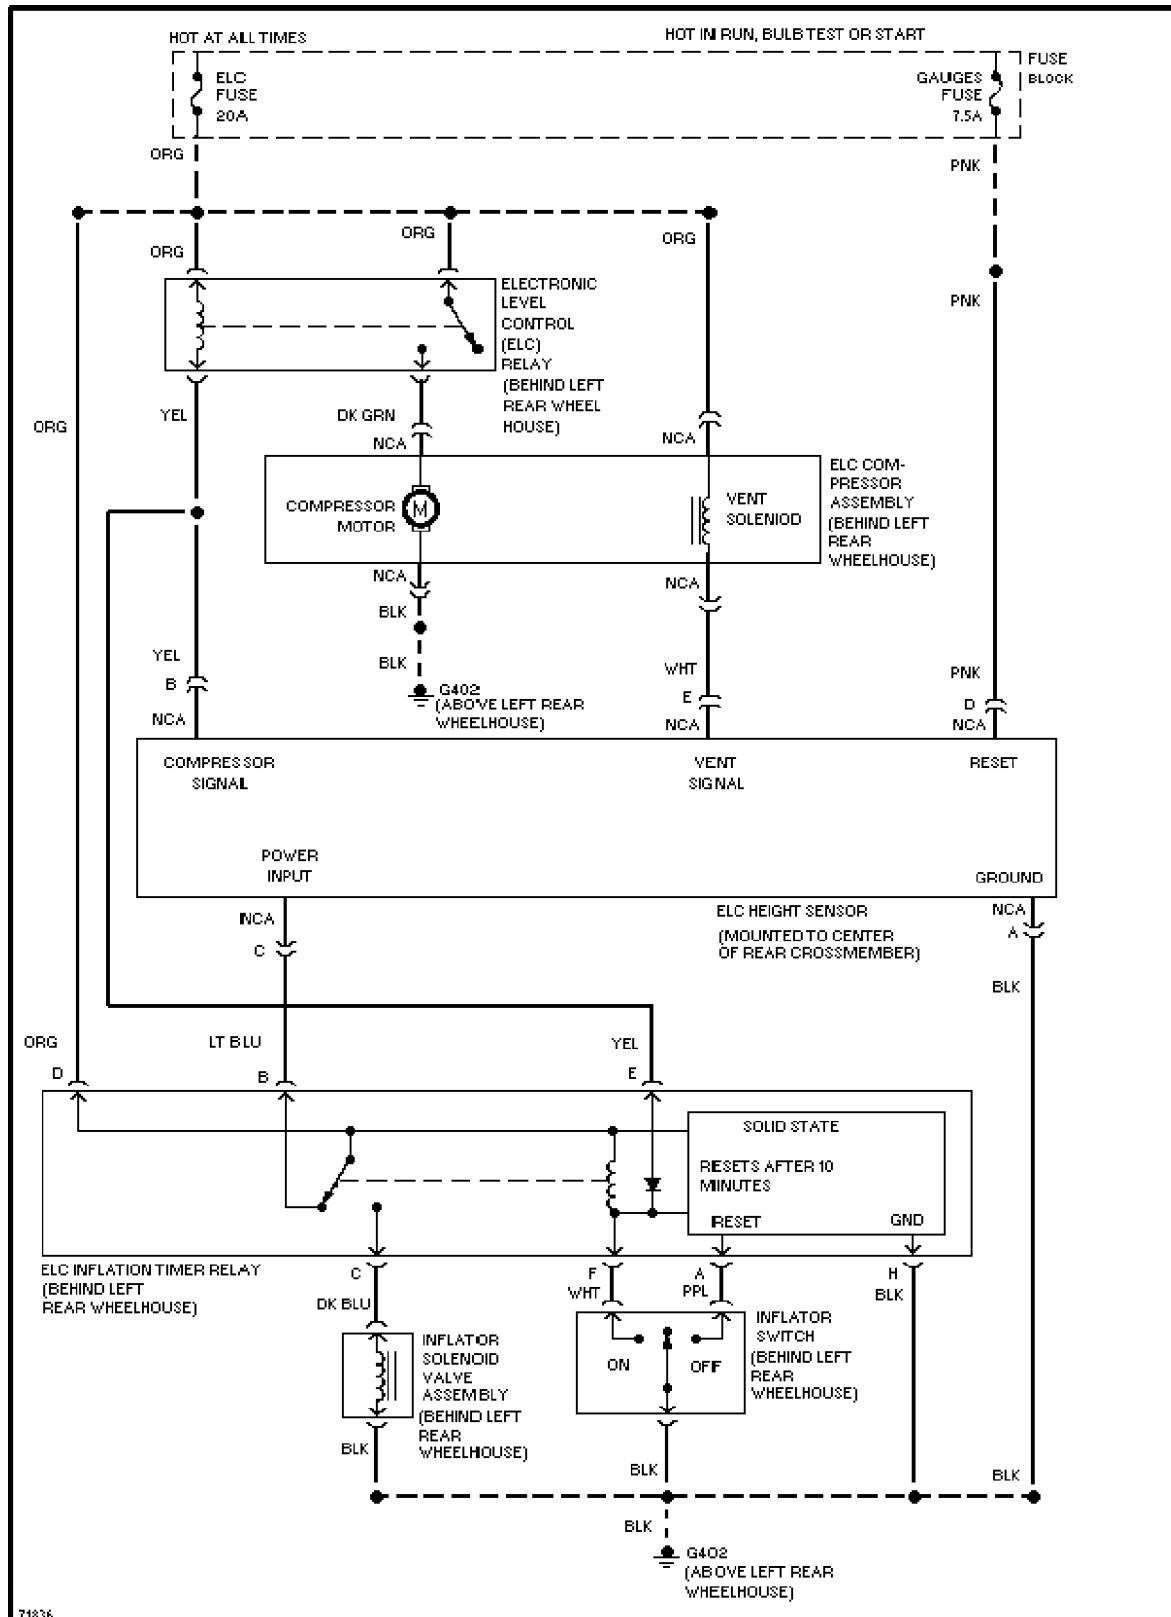 HOT AT ALL TIMES
HOT IN RUN, BULB TEST OR START
ELC
FUSE
20A
GAUGES
FUSE
7.5A
FUSE
BLOCK
ORG
PNK
ORG
ORG
ORG
PNK
ELECTRONIC
LEVEL
CONTROL
(ELC)
RELAY
(BEHIND LEFT
REAR WHEEL
HOUSE)
ORG
YEL
DK GRN
NCA
NCA
COMPRESSOR
MOTOR
M
VENT
SOLENIOD
ELC COM-
PRESSOR
ASSEMBLY
(BEHIND LEFT
REAR
WHEELHOUSE)
NCA
BLK
BLK
NCA
G402
(ABOVE LEFT REAR
WHEELHOUSE)
YEL
B
NCA
WHT
E
NCA
PNK
D
NCA
COMPRESSOR
SIGNAL
VENT
SIGNAL
RESET
POWER
INPUT
GROUND
ELC HEIGHT SENSOR
(MOUNTED TO CENTER
OF REAR CROSSMEMBER)
NCA
C
NCA
A
BLK
ORG
D
LT BLU
B
YEL
E
SOLID STATE
RESETS AFTER 10
MINUTES
RESET
GND
ELC INFLATION TIMER RELAY
(BEHIND LEFT
REAR WHEELHOUSE)
C
DK BLU
F
WHT
A
PPL
H
BLK
INFLATOR
SOLENOID
VALVE
ASSEMBLY
(BEHIND LEFT
REAR
WHEELHOUSE)
ON
OFF
INFLATOR
SWITCH
(BEHIND LEFT
REAR
WHEELHOUSE)
BLK
BLK
BLK
BLK
G402
(ABOVE LEFT REAR
WHEELHOUSE)
71836